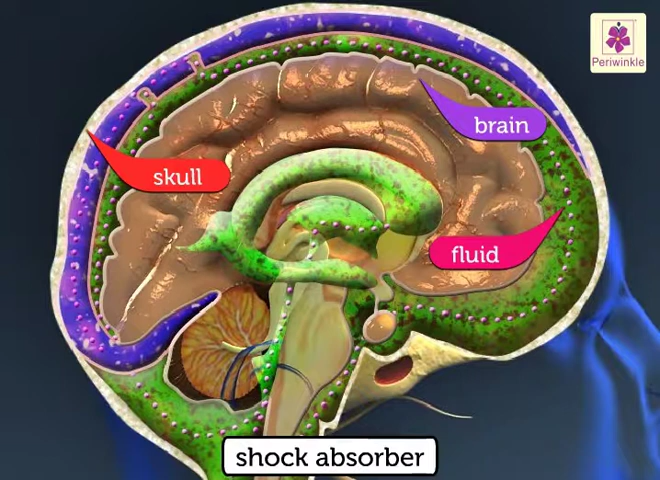 Periwinkle
brain
skull
fluid
shock absorber